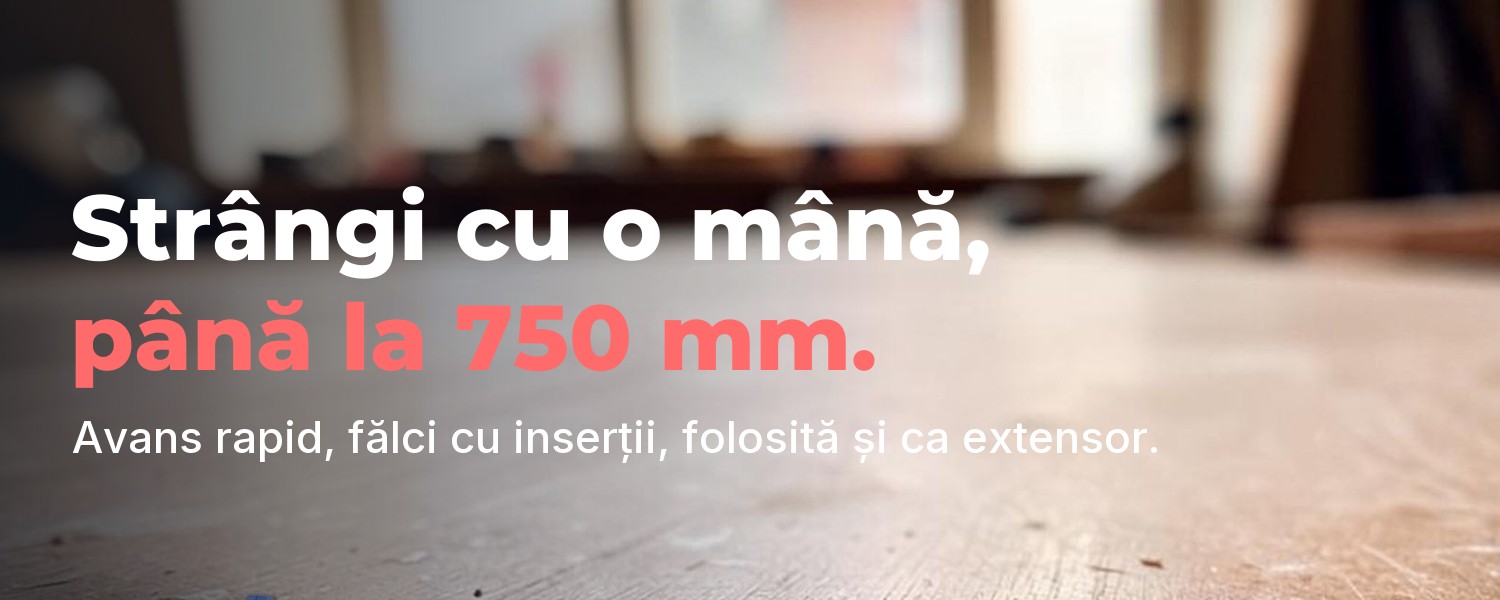 Strângi cu o mână,
până la 750 mm.
Avans rapid, fălci cu inserții, folosită și ca extensor.